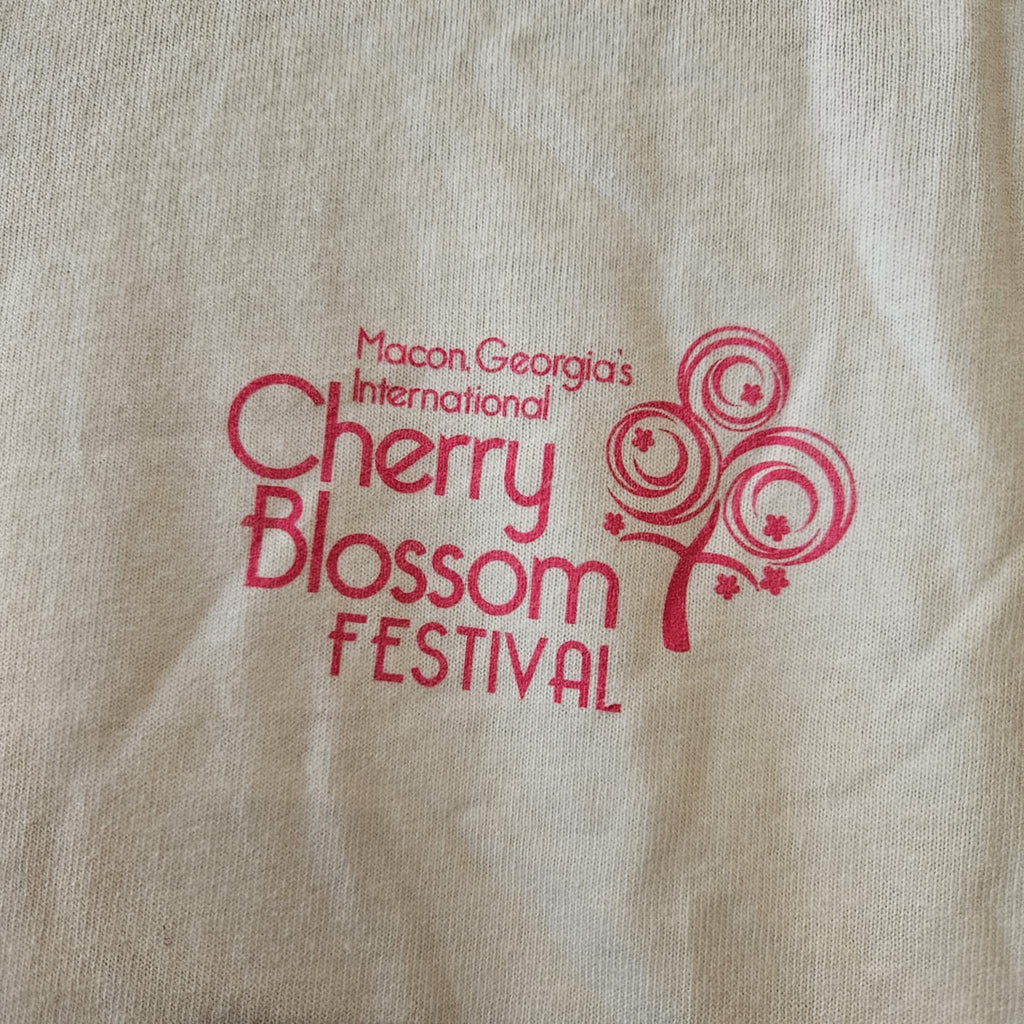 Macon, Georgia's
International
Cherry
Blossom
FESTIVAL